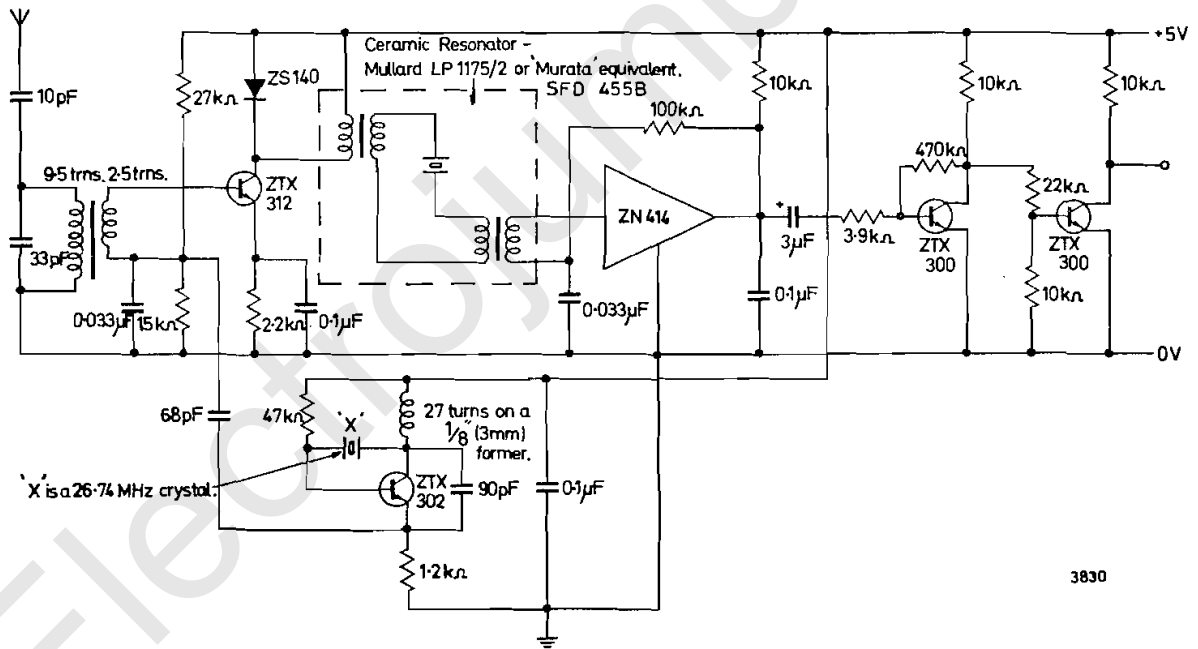 +5V
Ceramic Resonator -
Mullard LP 1175/2 or 'Murata' equivalent.
SFD 455B
ZS 140
10pF
27kΩ
100kΩ
10kΩ
10kΩ
10kΩ
9·5 trns. 2·5 trns.
ZTX
312
470kΩ
22kΩ
ZN 414
+
3µF
3·9kΩ
ZTX
300
ZTX
300
33pF
0·033µF
15kΩ
2·2kΩ
0·1µF
0·033µF
0·1µF
10kΩ
0V
68pF
47kΩ
'X'
27 turns on a
1/8" (3mm)
former.
'X' is a 26·74 MHz crystal.
ZTX
302
90pF
0·1µF
1·2kΩ
3830
Electrojum